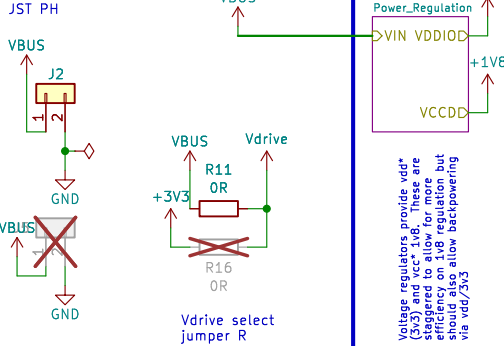 JST PH
VBUS
Power_Regulation
VBUS
VIN
VDDIO
J2
+1V8
1
2
VCCD
VBUS
Vdrive
R11
0R
GND
+3V3
VBUS
1
2
R16
0R
GND
Vdrive select
jumper R
Voltage regulators provide vdd*
(3v3) and vcc* 1v8. These are
staggered to allow for more
efficiency on 1v8 regulation but
should also allow backpowering
via vdd/3v3